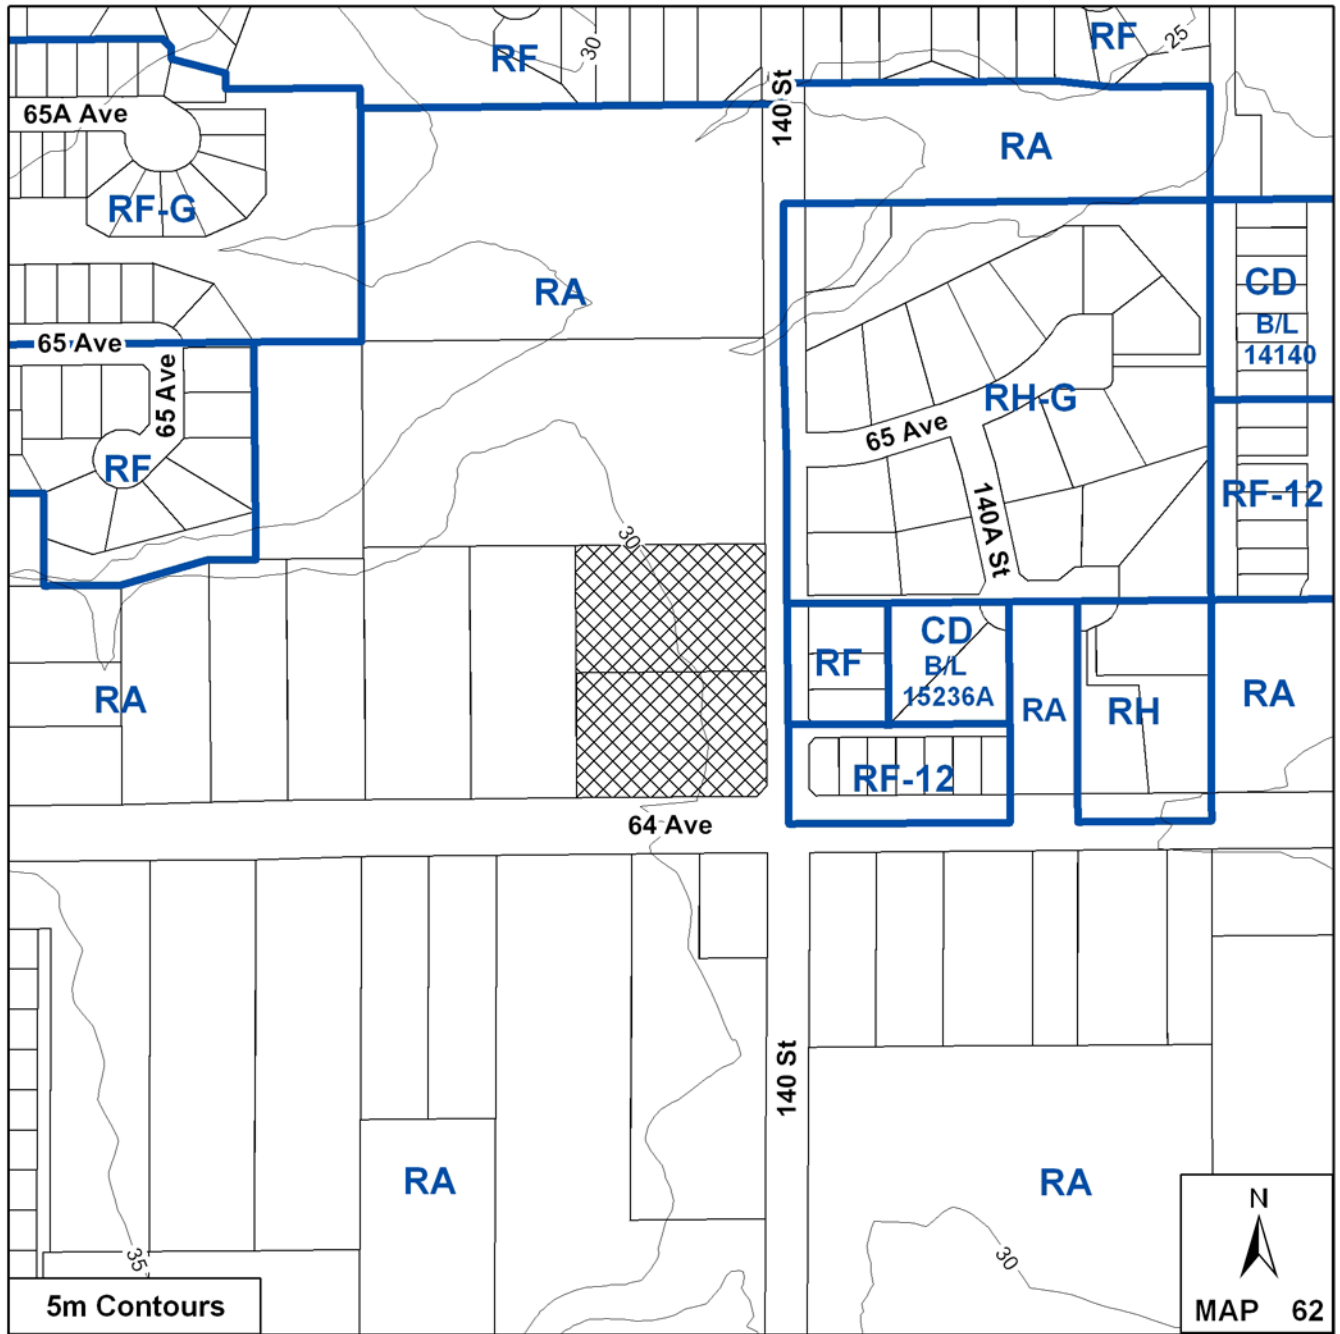 RF
30
RF
25
65A Ave
140 St
RA
RF-G
RA
CD
B/L
14140
65 Ave
65 Ave
RH-G
65 Ave
RF
RF-12
140A St
30
RF
CD
B/L
15236A
RA
RH
RA
RA
RF-12
64 Ave
140 St
RA
RA
35
30
N
5m Contours
MAP 62